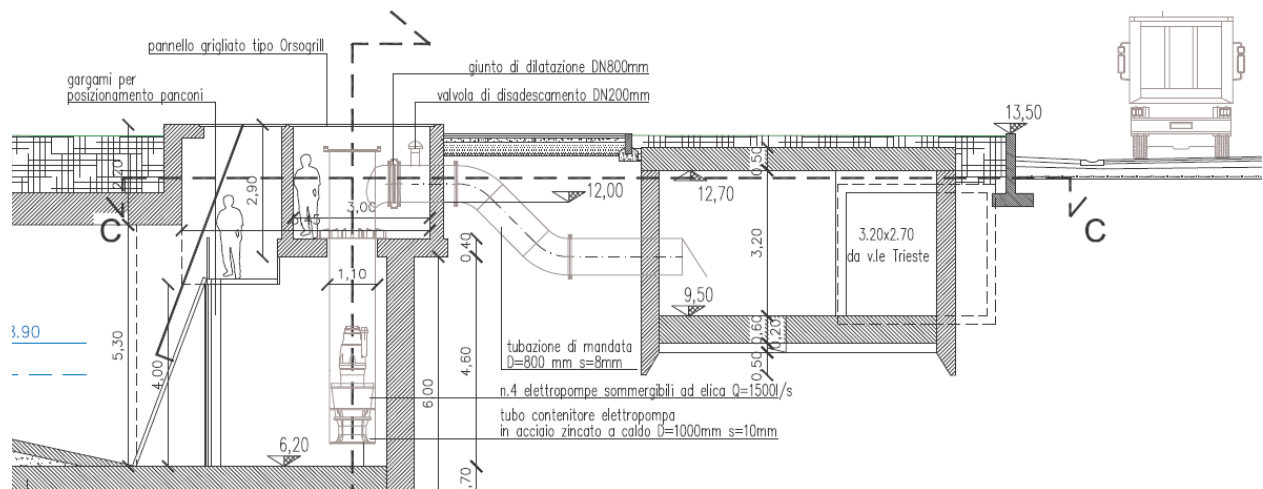 pannello grigliato tipo Orsogrill
giunto di dilatazione DN800mm
gargami per
posizionamento panconi
valvola di disadescamento DN200mm
13,50
0,50
2,20
2,90
12,00
12,70
3,00
C
C
3.20x2.70
da v.le Trieste
3,20
0,40
1,10
9,50
0,60
0,20
0,50
5,30
4,00
tubazione di mandata
D=800 mm s=8mm
4,60
6,00
n.4 elettropompe sommergibili ad elica Q=1500l/s
tubo contenitore elettropompa
in acciaio zincato a caldo D=1000mm s=10mm
6,20
,70